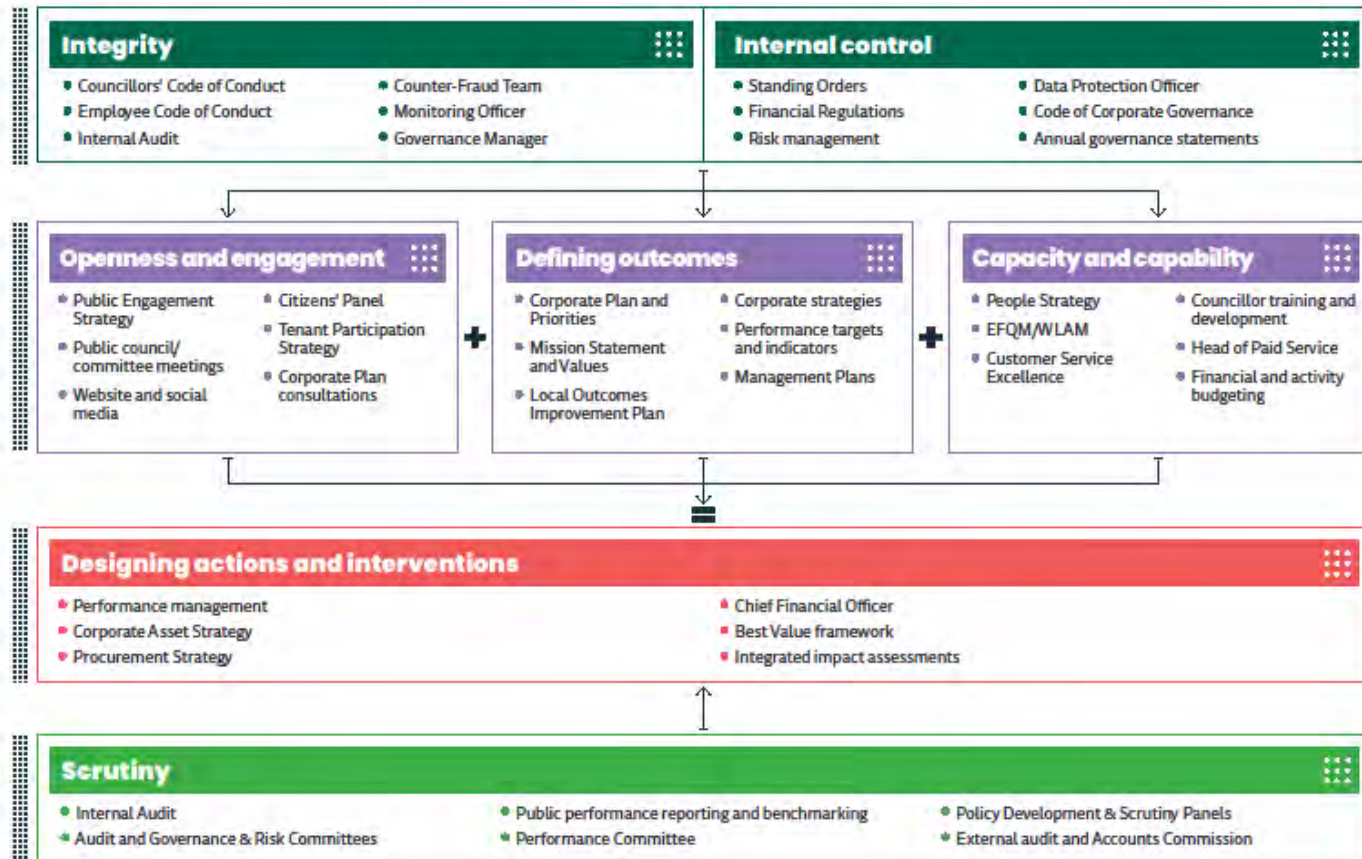 Integrity
Councillors' Code of Conduct
Employee Code of Conduct
Internal Audit
Counter-Fraud Team
Monitoring Officer
Governance Manager
Internal control
Standing Orders
Financial Regulations
Risk management
Data Protection Officer
Code of Corporate Governance
Annual governance statements
Openness and engagement
Public Engagement
Strategy
Public council/
committee meetings
Website and social
media
Citizens' Panel
Tenant Participation
Strategy
Corporate Plan
consultations
+
Defining outcomes
Corporate Plan and
Priorities
Mission Statement
and Values
Local Outcomes
Improvement Plan
Corporate strategies
Performance targets
and indicators
Management Plans
+
Capacity and capability
People Strategy
EFQM/WLAM
Customer Service
Excellence
Councillor training and
development
Head of Paid Service
Financial and activity
budgeting
=
Designing actions and interventions
Performance management
Corporate Asset Strategy
Procurement Strategy
Chief Financial Officer
Best Value framework
Integrated impact assessments
Scrutiny
Internal Audit
Audit and Governance & Risk Committees
Public performance reporting and benchmarking
Performance Committee
Policy Development & Scrutiny Panels
External audit and Accounts Commission